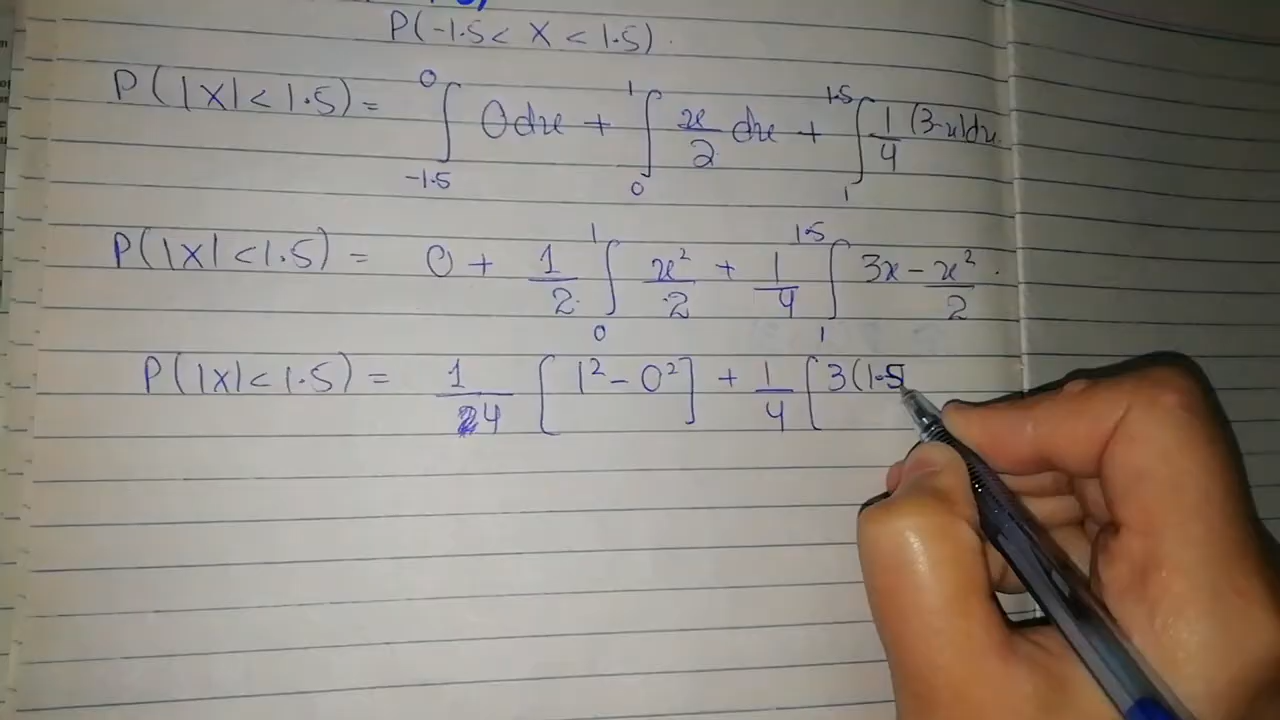 P(-1.5 < X < 1.5).
P(|X| < 1.5) = ∫_{-1.5}^{0} 0 dx + ∫_{0}^{1} x/2 dx + ∫_{1}^{1.5} 1/4 (3-x) dx
P(|X| < 1.5) = 0 + 1/2 ∫_{0}^{1} x²/2 + 1/4 ∫_{1}^{1.5} 3x - x²/2 .
P(|X| < 1.5) = 1/4 [1² - 0²] + 1/4 [3(1.5